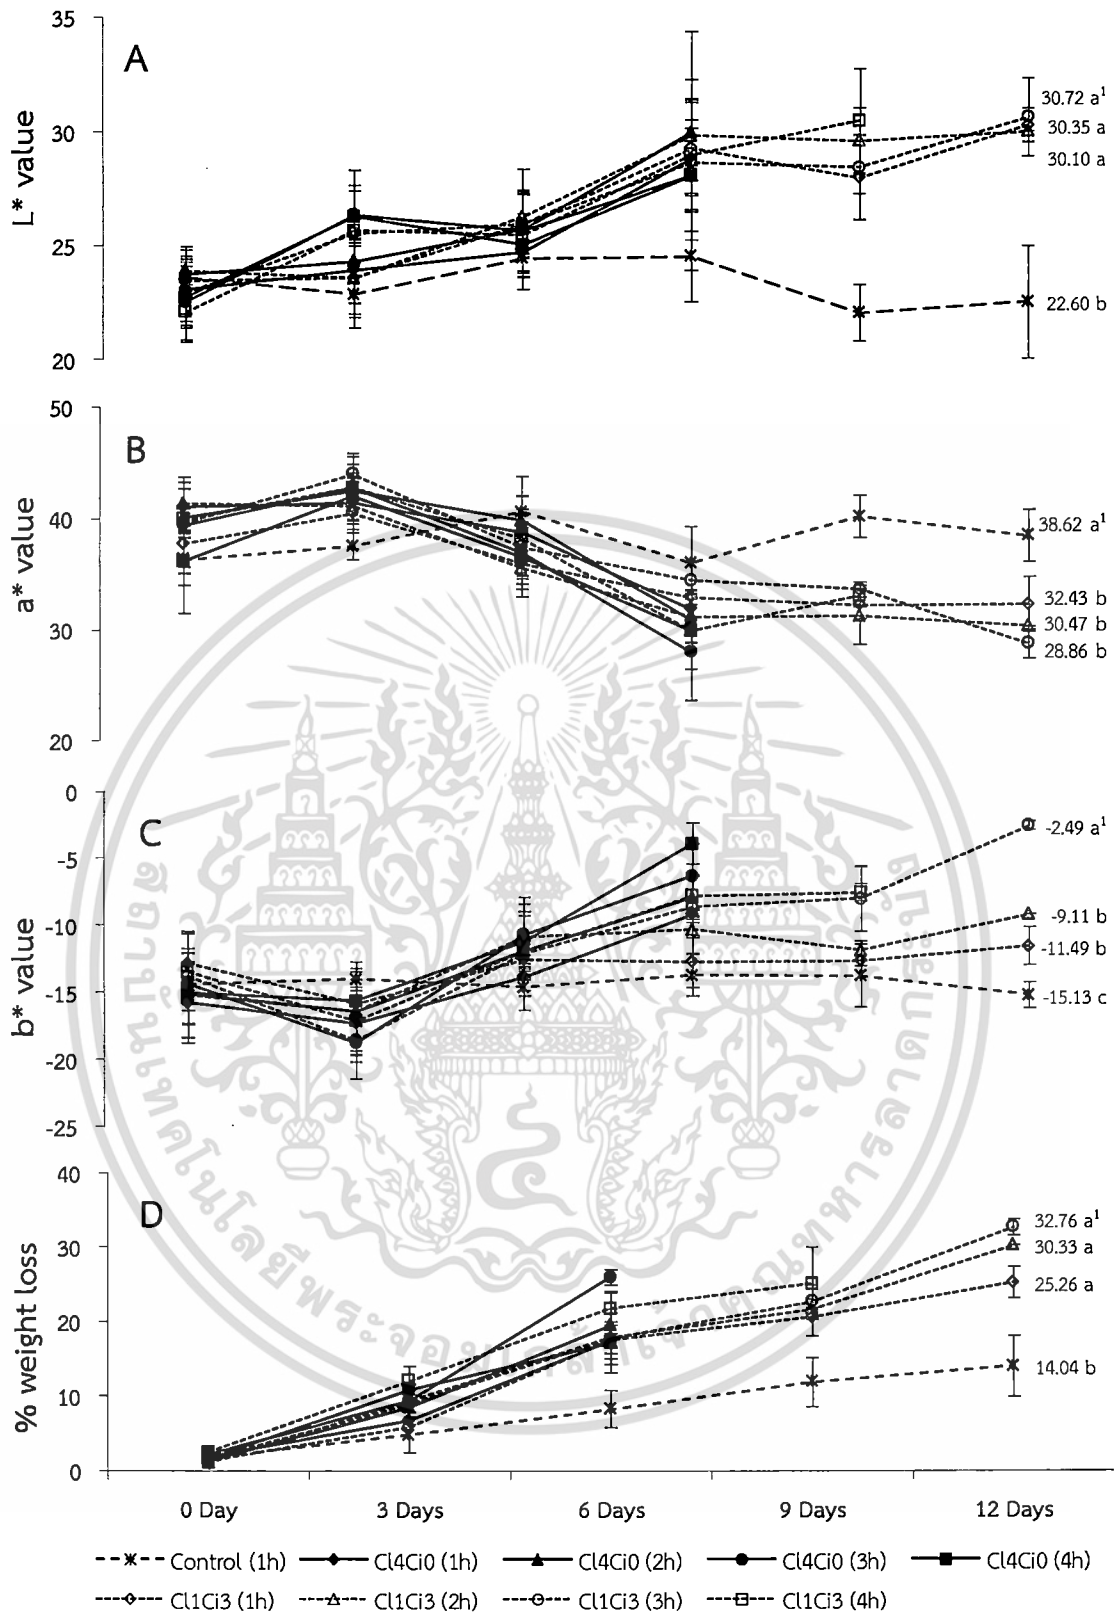 35
A
30
25
20
L* value
30.72 a¹
30.35 a
30.10 a
22.60 b
50
B
40
30
20
a* value
38.62 a¹
32.43 b
30.47 b
28.86 b
0
C
-5
-10
-15
-20
-25
b* value
-2.49 a¹
-9.11 b
-11.49 b
-15.13 c
40
D
30
20
10
0
% weight loss
32.76 a¹
30.33 a
25.26 a
14.04 b
0 Day 3 Days 6 Days 9 Days 12 Days
Control (1h) Cl4Ci0 (1h) Cl4Ci0 (2h) Cl4Ci0 (3h) Cl4Ci0 (4h)
Cl1Ci3 (1h) Cl1Ci3 (2h) Cl1Ci3 (3h) Cl1Ci3 (4h)